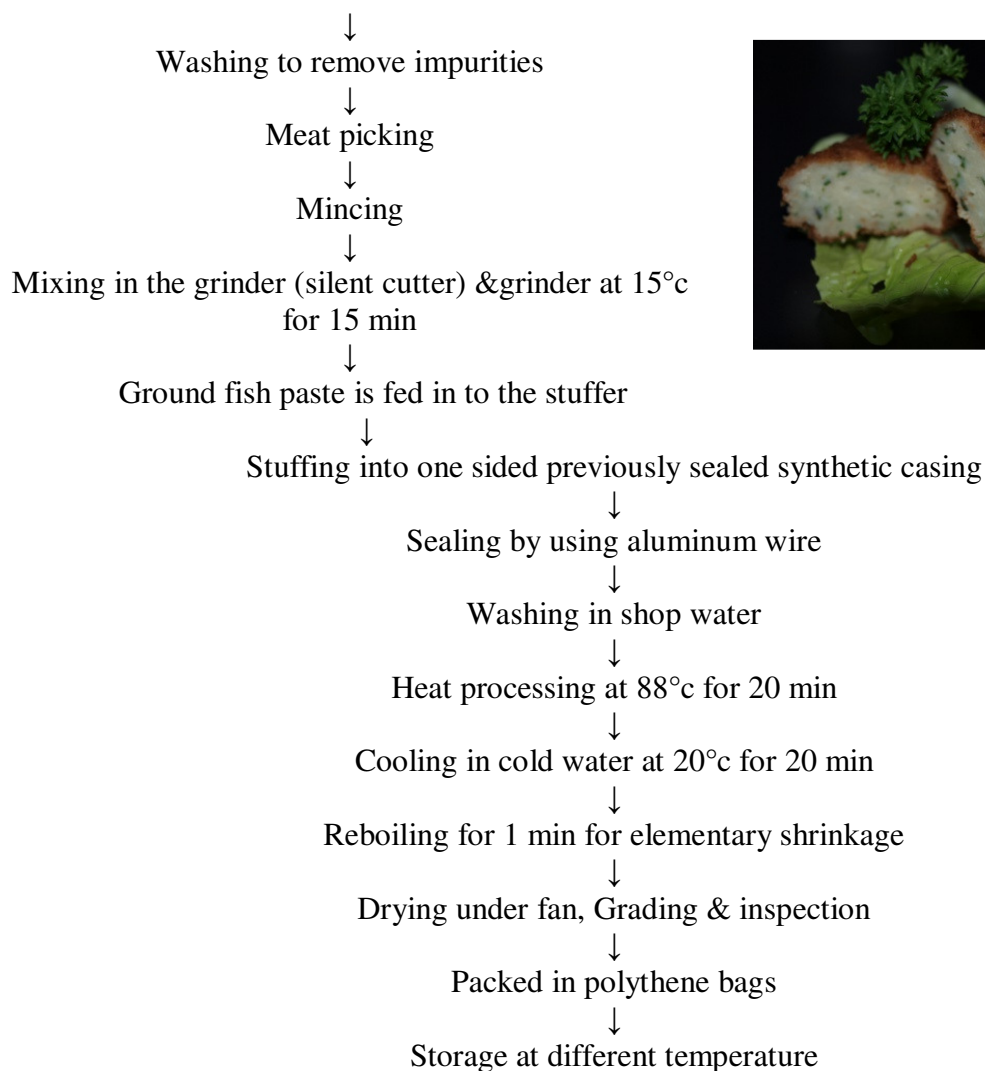 ↓
Washing to remove impurities
↓
Meat picking
↓
Mincing
↓
Mixing in the grinder (silent cutter) &grinder at 15°c
for 15 min
↓
Ground fish paste is fed in to the stuffer
↓
Stuffing into one sided previously sealed synthetic casing
↓
Sealing by using aluminum wire
↓
Washing in shop water
↓
Heat processing at 88°c for 20 min
↓
Cooling in cold water at 20°c for 20 min
↓
Reboiling for 1 min for elementary shrinkage
↓
Drying under fan, Grading & inspection
↓
Packed in polythene bags
↓
Storage at different temperature